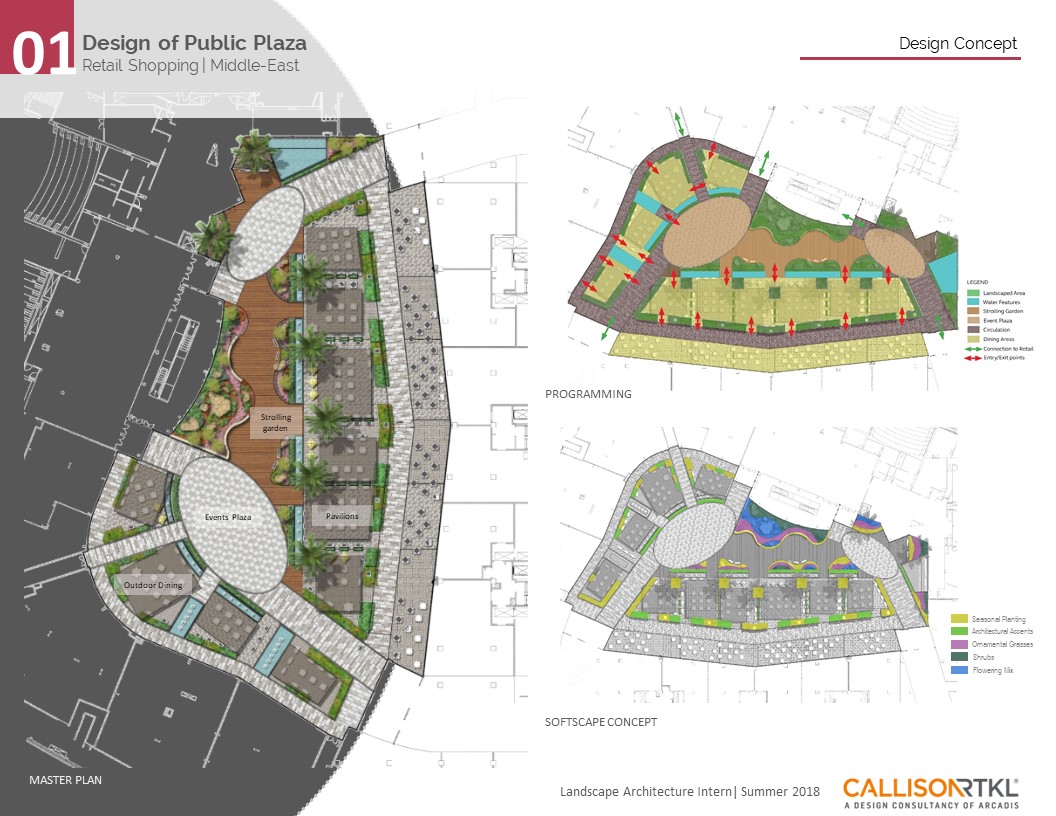 01
Design of Public Plaza
Retail Shopping | Middle-East
Design Concept
Strolling
garden
Events Plaza
Pavilions
Outdoor Dining
MASTER PLAN
LEGEND
Landscaped Area
Water Features
Strolling Garden
Event Plaza
Circulation
Dining Areas
Connection to Retail
Entry/Exit points
PROGRAMMING
Seasonal Planting
Architectural Accents
Ornamental Grasses
Shrubs
Flowering Mix
SOFTSCAPE CONCEPT
Landscape Architecture Intern | Summer 2018
CALLISONRTKL®
A DESIGN CONSULTANCY OF ARCADIS